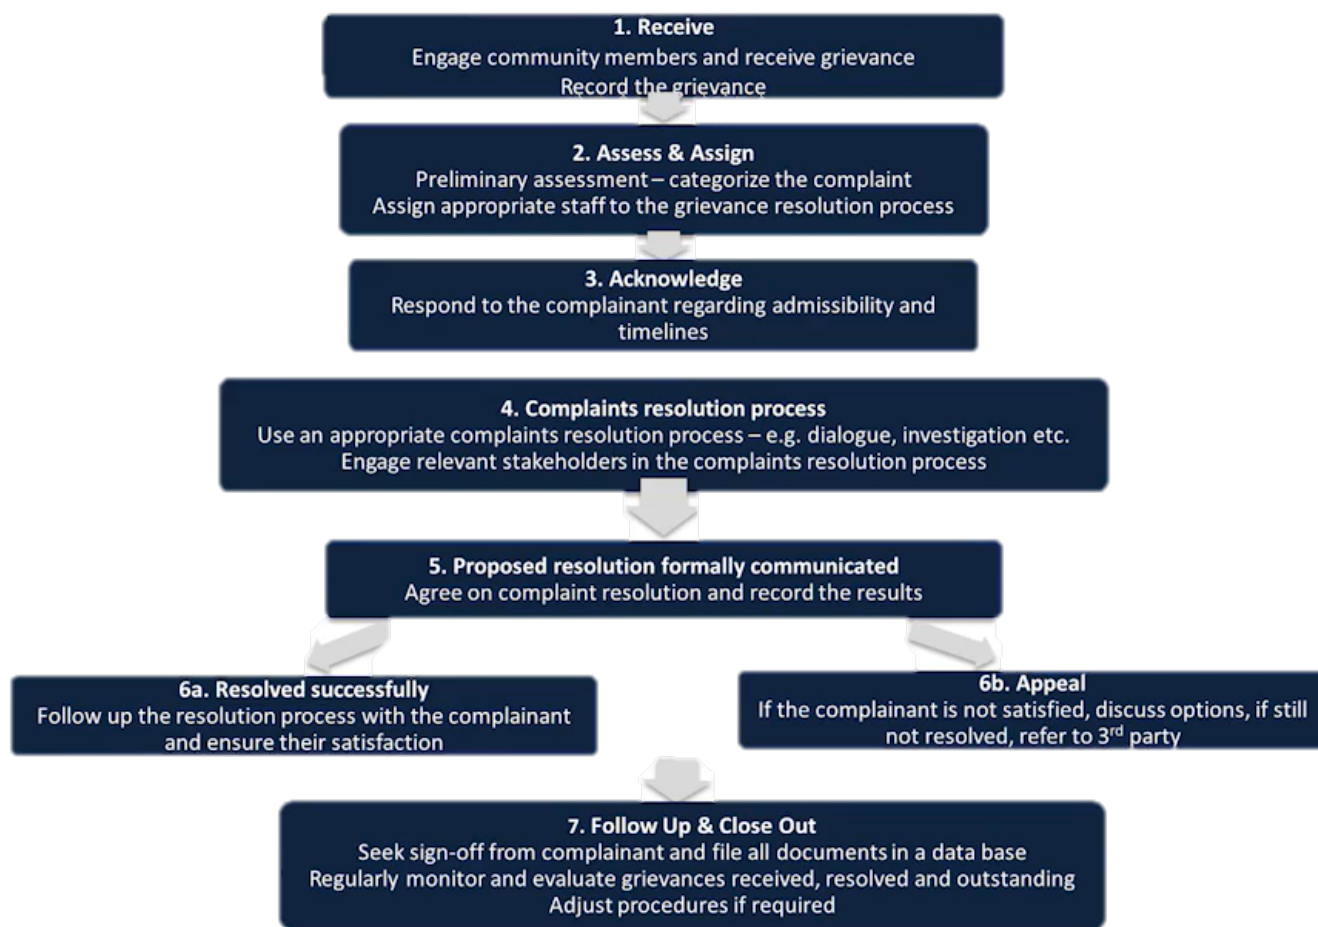 1. Receive
Engage community members and receive grievance
Record the grievance
2. Assess & Assign
Preliminary assessment – categorize the complaint
Assign appropriate staff to the grievance resolution process
3. Acknowledge
Respond to the complainant regarding admissibility and
timelines
4. Complaints resolution process
Use an appropriate complaints resolution process – e.g. dialogue, investigation etc.
Engage relevant stakeholders in the complaints resolution process
5. Proposed resolution formally communicated
Agree on complaint resolution and record the results
6a. Resolved successfully
Follow up the resolution process with the complainant
and ensure their satisfaction
6b. Appeal
If the complainant is not satisfied, discuss options, if still
not resolved, refer to 3rd party
7. Follow Up & Close Out
Seek sign-off from complainant and file all documents in a data base
Regularly monitor and evaluate grievances received, resolved and outstanding
Adjust procedures if required